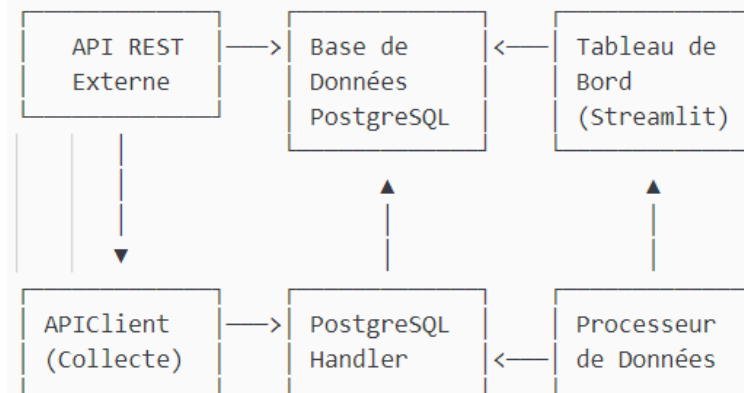 API REST
Externe
Base de
Données
PostgreSQL
Tableau de
Bord
(Streamlit)
APIClient
(Collecte)
PostgreSQL
Handler
Processeur
de Données